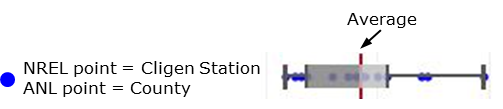 Average
NREL point = Cligen Station
ANL point = County